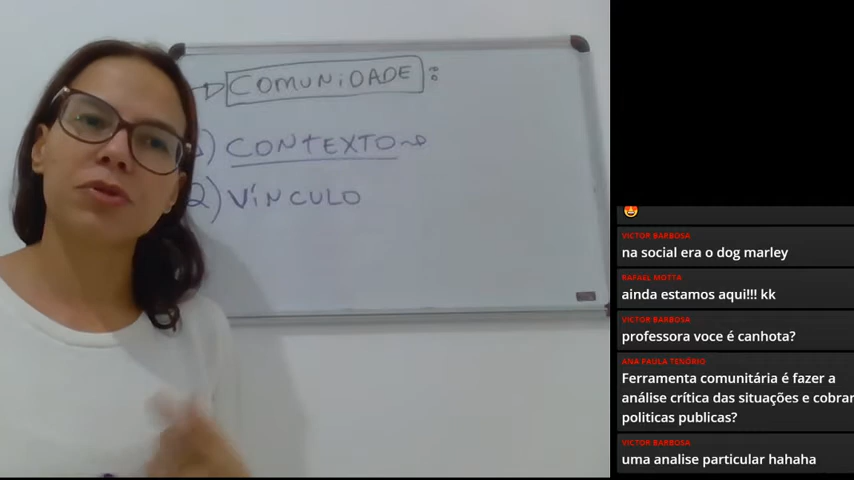 COMUNIDADE:
1) CONTEXTO
2) VÍNCULO
🤩
VICTOR BARBOSA
na social era o dog marley
RAFAEL MOTTA
ainda estamos aqui!!! kk
VICTOR BARBOSA
professora voce é canhota?
ANA PAULA TENÓRIO
Ferramenta comunitária é fazer a
análise crítica das situações e cobrar
politicas publicas?
VICTOR BARBOSA
uma analise particular hahaha